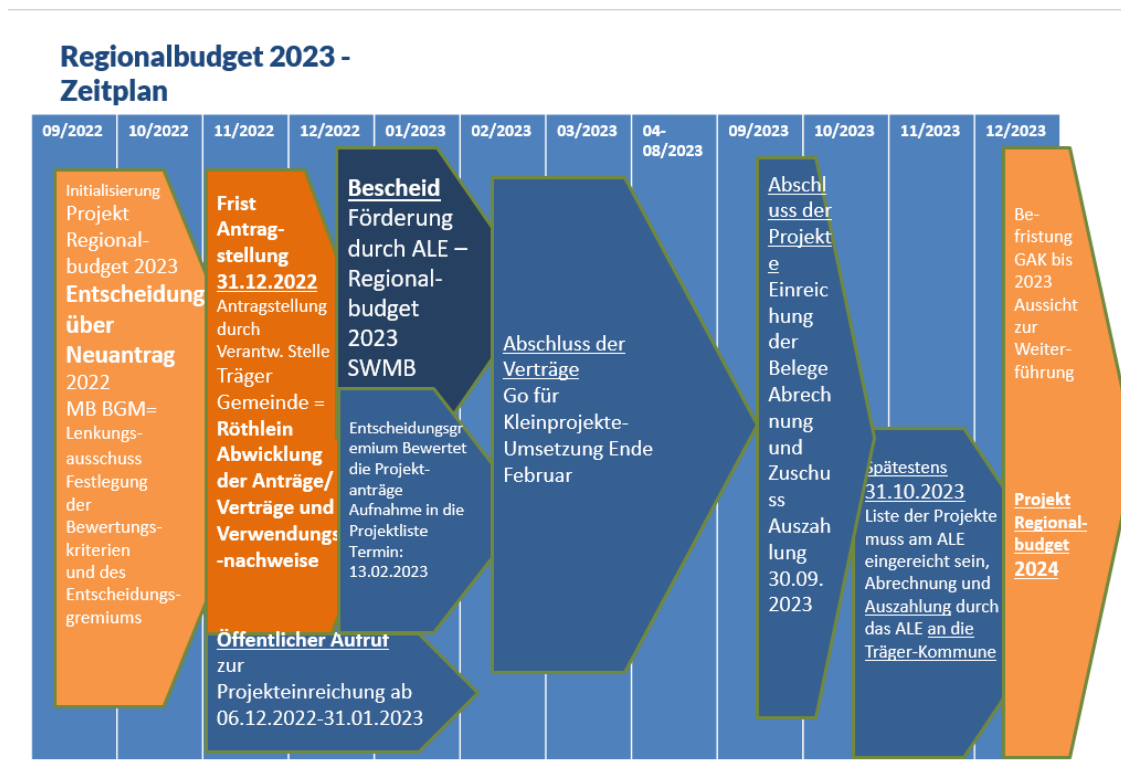 Regionalbudget 2023 -
Zeitplan
09/2022
10/2022
11/2022
12/2022
01/2023
02/2023
03/2023
04-
08/2023
09/2023
10/2023
11/2023
12/2023
Initialisierung
Projekt
Regional-
budget 2023
Entscheidung
über
Neuantrag
2022
MB BGM=
Lenkungs-
ausschuss
Festlegung
der
Bewertungs-
kriterien
und des
Entscheidungs-
gremiums
Frist
Antrag-
stellung
31.12.2022
Antragstellung
durch
Verantw. Stelle
Träger
Gemeinde =
Röthlein
Abwicklung
der Anträge/
Verträge und
Verwendungs
-nachweise
Öffentlicher Aufruf
zur
Projekteinreichung ab
06.12.2022-31.01.2023
Bescheid
Förderung
durch ALE –
Regional-
budget
2023
SWMB
Entscheidungsgr
emium Bewertet
die Projekt-
anträge
Aufnahme in die
Projektliste
Termin:
13.02.2023
Abschluss der
Verträge
Go für
Kleinprojekte-
Umsetzung Ende
Februar
Abschl
uss der
Projekt
e
Einreic
hung
der
Belege
Abrech
nung
und
Zuschu
ss
Auszah
lung
30.09.
2023
Spätestens
31.10.2023
Liste der Projekte
muss am ALE
eingereicht sein,
Abrechnung und
Auszahlung durch
das ALE an die
Träger-Kommune
Be-
fristung
GAK bis
2023
Aussicht
zur
Weiter-
führung
Projekt
Regional-
budget
2024